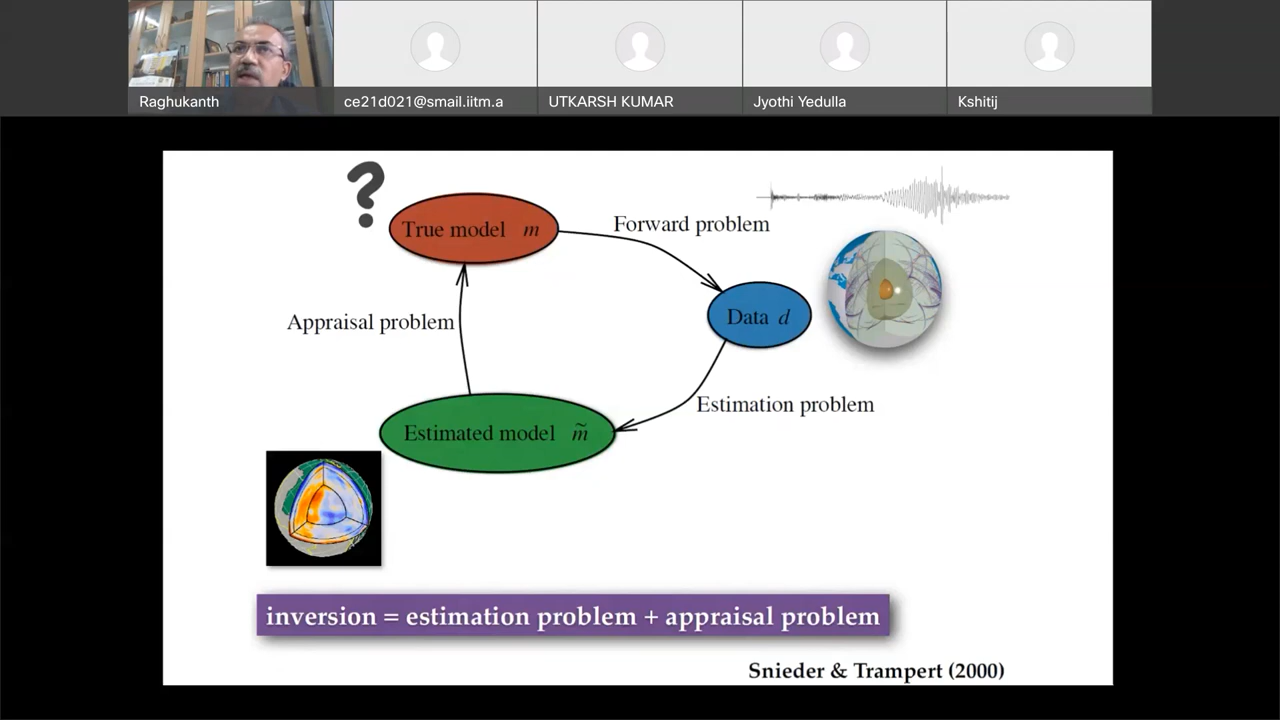 Raghukanth
ce21d021@smail.iitm.a
UTKARSH KUMAR
Jyothi Yedulla
Kshitij
?
True model m
Forward problem
Data d
Appraisal problem
Estimation problem
Estimated model m̃
inversion = estimation problem + appraisal problem
Snieder & Trampert (2000)